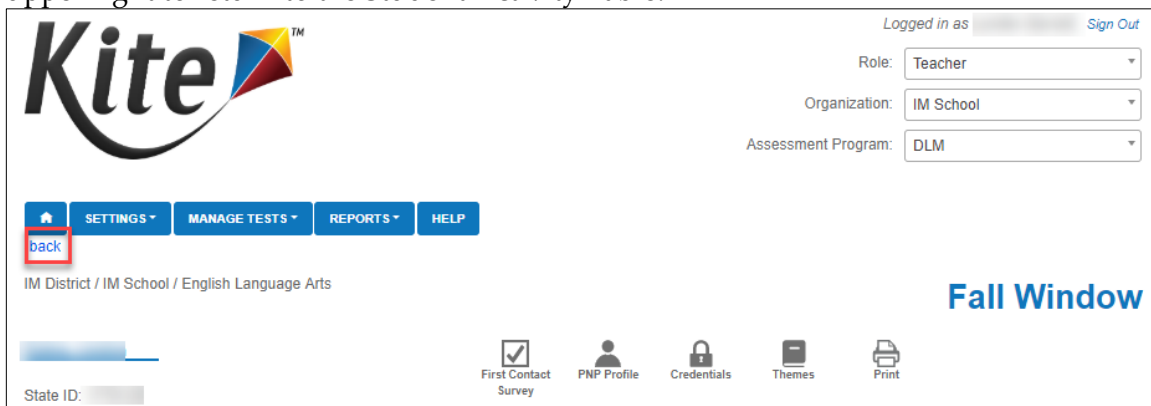 Kite™
Logged in as Sign Out
Role: Teacher
Organization: IM School
Assessment Program: DLM
SETTINGS MANAGE TESTS REPORTS HELP
back
IM District / IM School / English Language Arts
Fall Window
First Contact Survey PNP Profile Credentials Themes Print
State ID: